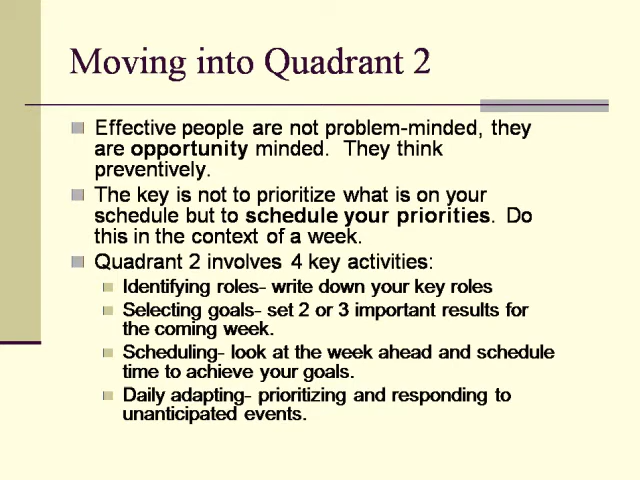 Moving into Quadrant 2
Effective people are not problem-minded, they
are opportunity minded. They think
preventively.
The key is not to prioritize what is on your
schedule but to schedule your priorities. Do
this in the context of a week.
Quadrant 2 involves 4 key activities:
Identifying roles- write down your key roles
Selecting goals- set 2 or 3 important results for
the coming week.
Scheduling- look at the week ahead and schedule
time to achieve your goals.
Daily adapting- prioritizing and responding to
unanticipated events.